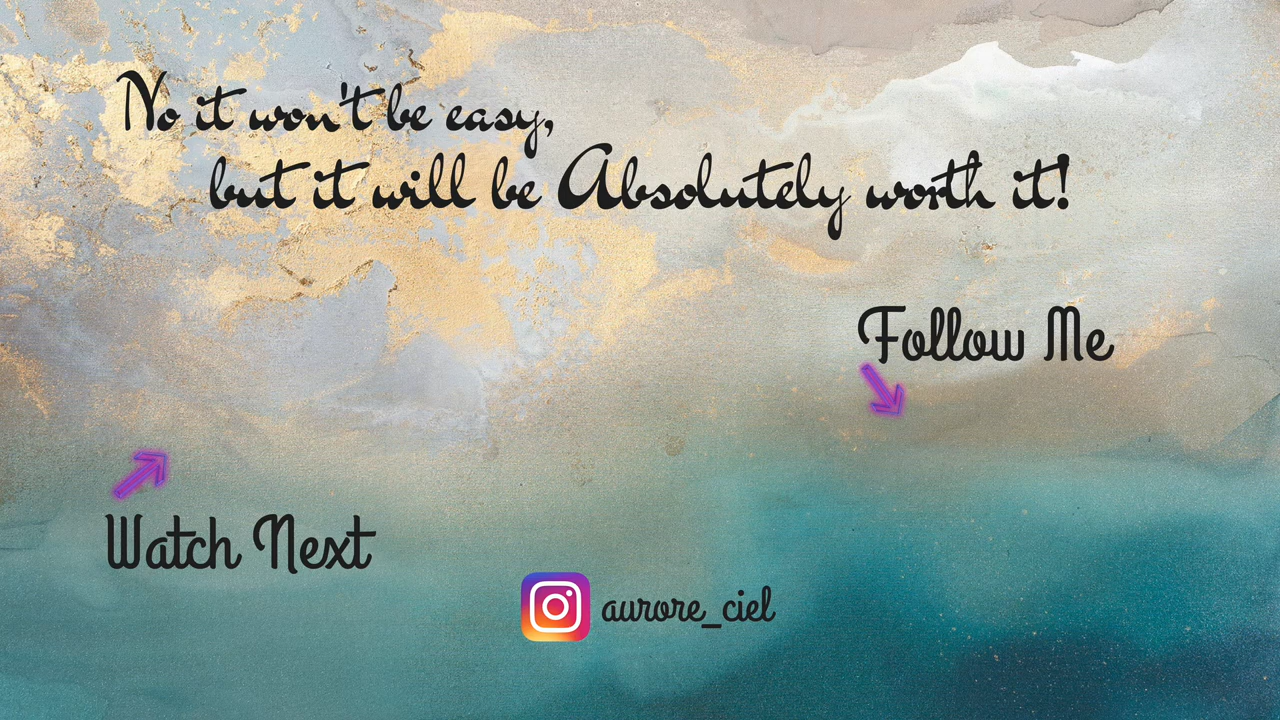 No it won't be easy,
but it will be Absolutely worth it!
Follow Me
Watch Next
aurore_ciel